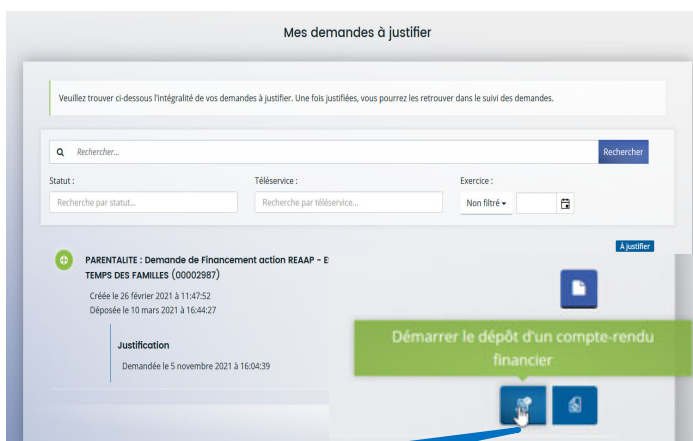 Mes demandes à justifier
Veuillez trouver ci-dessous l'intégralité de vos demandes à justifier. Une fois justifiées, vous pourrez les retrouver dans le suivi des demandes.
Rechercher...
Rechercher
Statut :
Téléservice :
Exercice :
Recherche par statut...
Recherche par téléservice...
Non filtré
À justifier
PARENTALITE : Demande de Financement action REAAP - E
TEMPS DES FAMILLES (00002987)
Créée le 26 février 2021 à 11:47:52
Déposée le 10 mars 2021 à 16:44:27
Démarrer le dépôt d'un compte-rendu
financier
Justification
Demandée le 5 novembre 2021 à 16:04:39